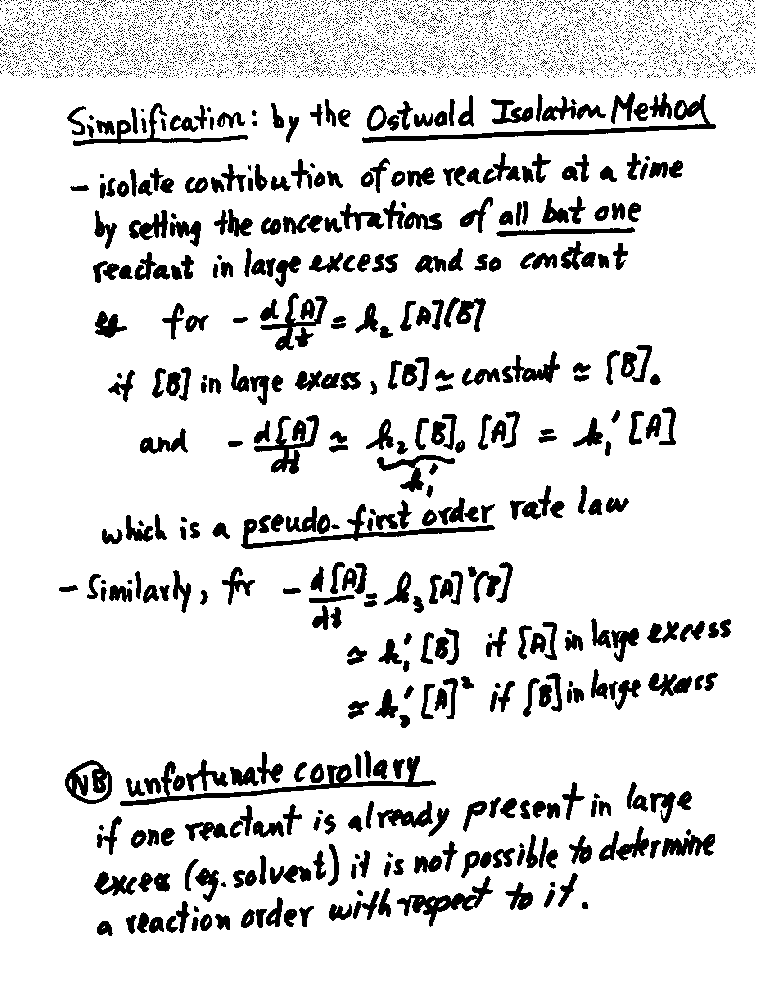 Simplification: by the Ostwald Isolation Method
- isolate contribution of one reactant at a time
by setting the concentrations of all but one
reactant in large excess and so constant
eg for - d[A]/dt = k₂ [A][B]
if [B] in large excess, [B] ≃ constant ≃ [B]₀
and - d[A]/dt ≃ k₂ [B]₀ [A] = k₁' [A]
k₁'
which is a pseudo-first order rate law
- Similarly, for - d[A]/dt = k₃ [A]² [B]
≃ k₁' [B] if [A] in large excess
≃ k₂' [A]² if [B] in large excess
NB unfortunate corollary
if one reactant is already present in large
excess (eg. solvent) it is not possible to determine
a reaction order with respect to it.